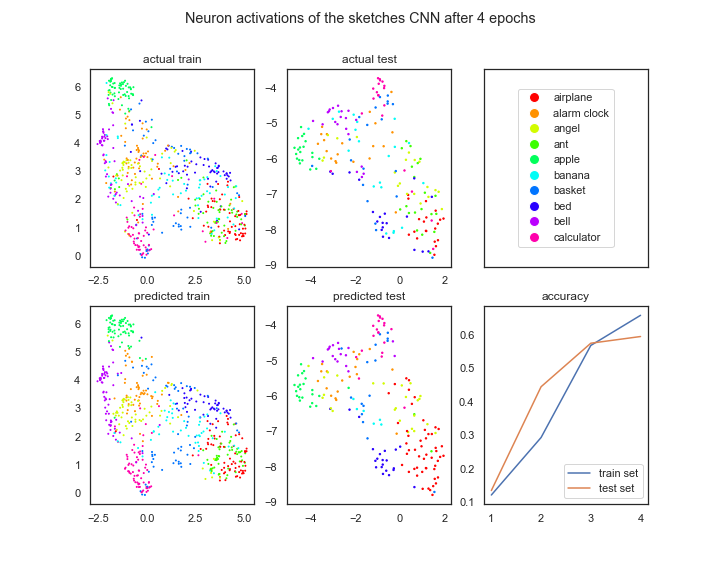 Neuron activations of the sketches CNN after 4 epochs
actual train
6
5
4
3
2
1
0
−2.5 0.0 2.5 5.0
actual test
−4
−5
−6
−7
−8
−9
−4 −2 0 2
airplane
alarm clock
angel
ant
apple
banana
basket
bed
bell
calculator
predicted train
6
5
4
3
2
1
0
−2.5 0.0 2.5 5.0
predicted test
−4
−5
−6
−7
−8
−9
−4 −2 0 2
accuracy
0.6
0.5
0.4
0.3
0.2
0.1
train set
test set
1 2 3 4